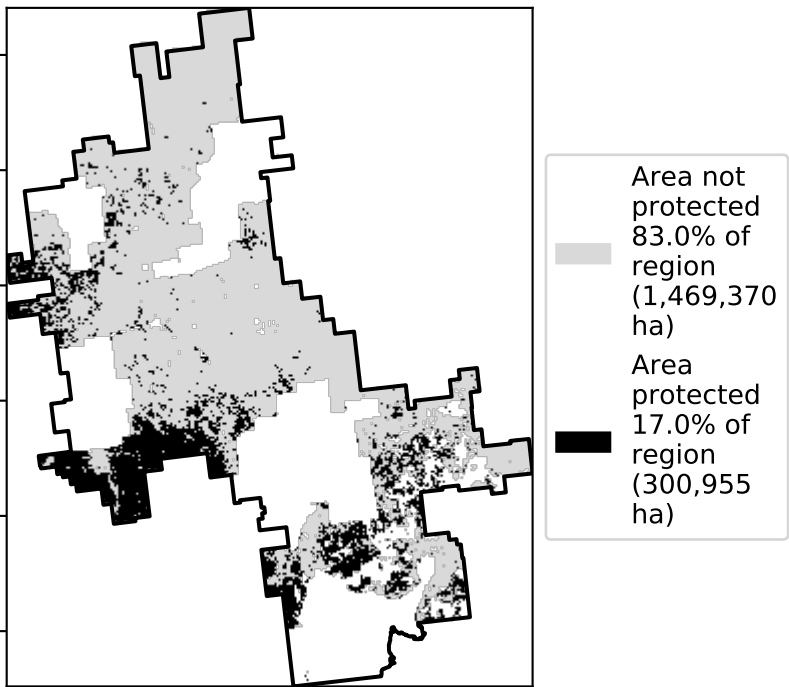 Area not
protected
83.0% of
region
(1,469,370
ha)
Area
protected
17.0% of
region
(300,955
ha)